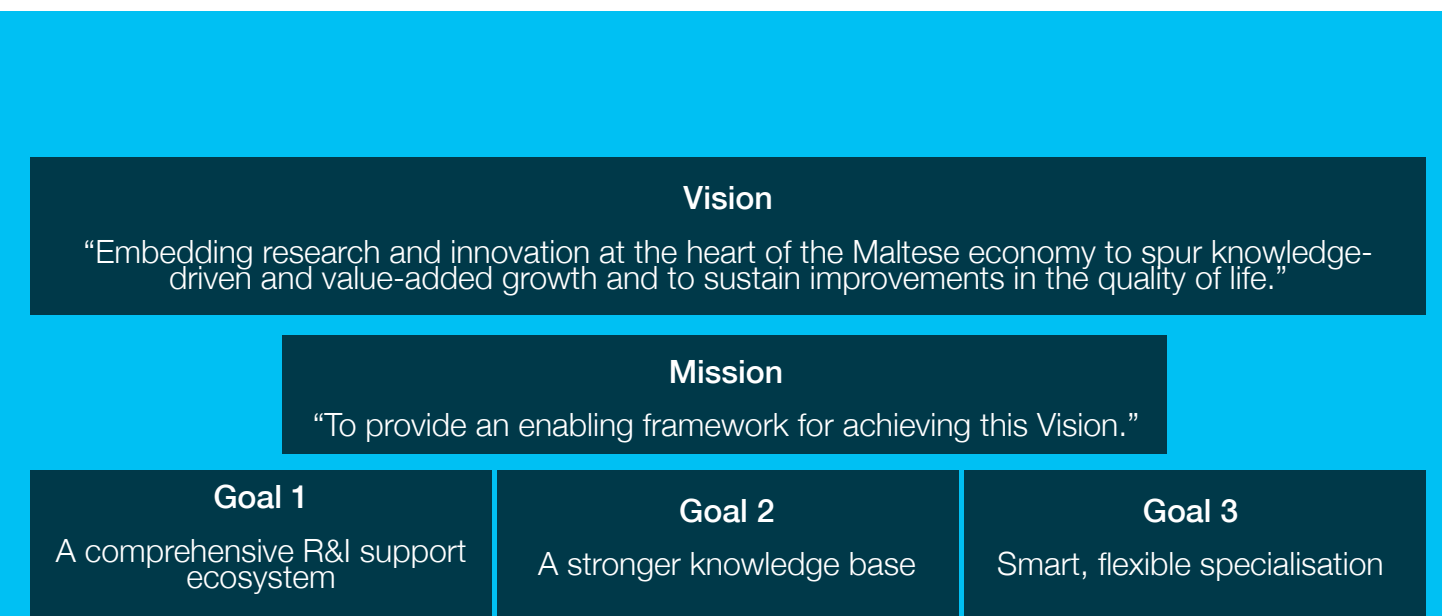 Vision
“Embedding research and innovation at the heart of the Maltese economy to spur knowledge-
driven and value-added growth and to sustain improvements in the quality of life.”
Mission
“To provide an enabling framework for achieving this Vision.”
Goal 1
A comprehensive R&I support
ecosystem
Goal 2
A stronger knowledge base
Goal 3
Smart, flexible specialisation